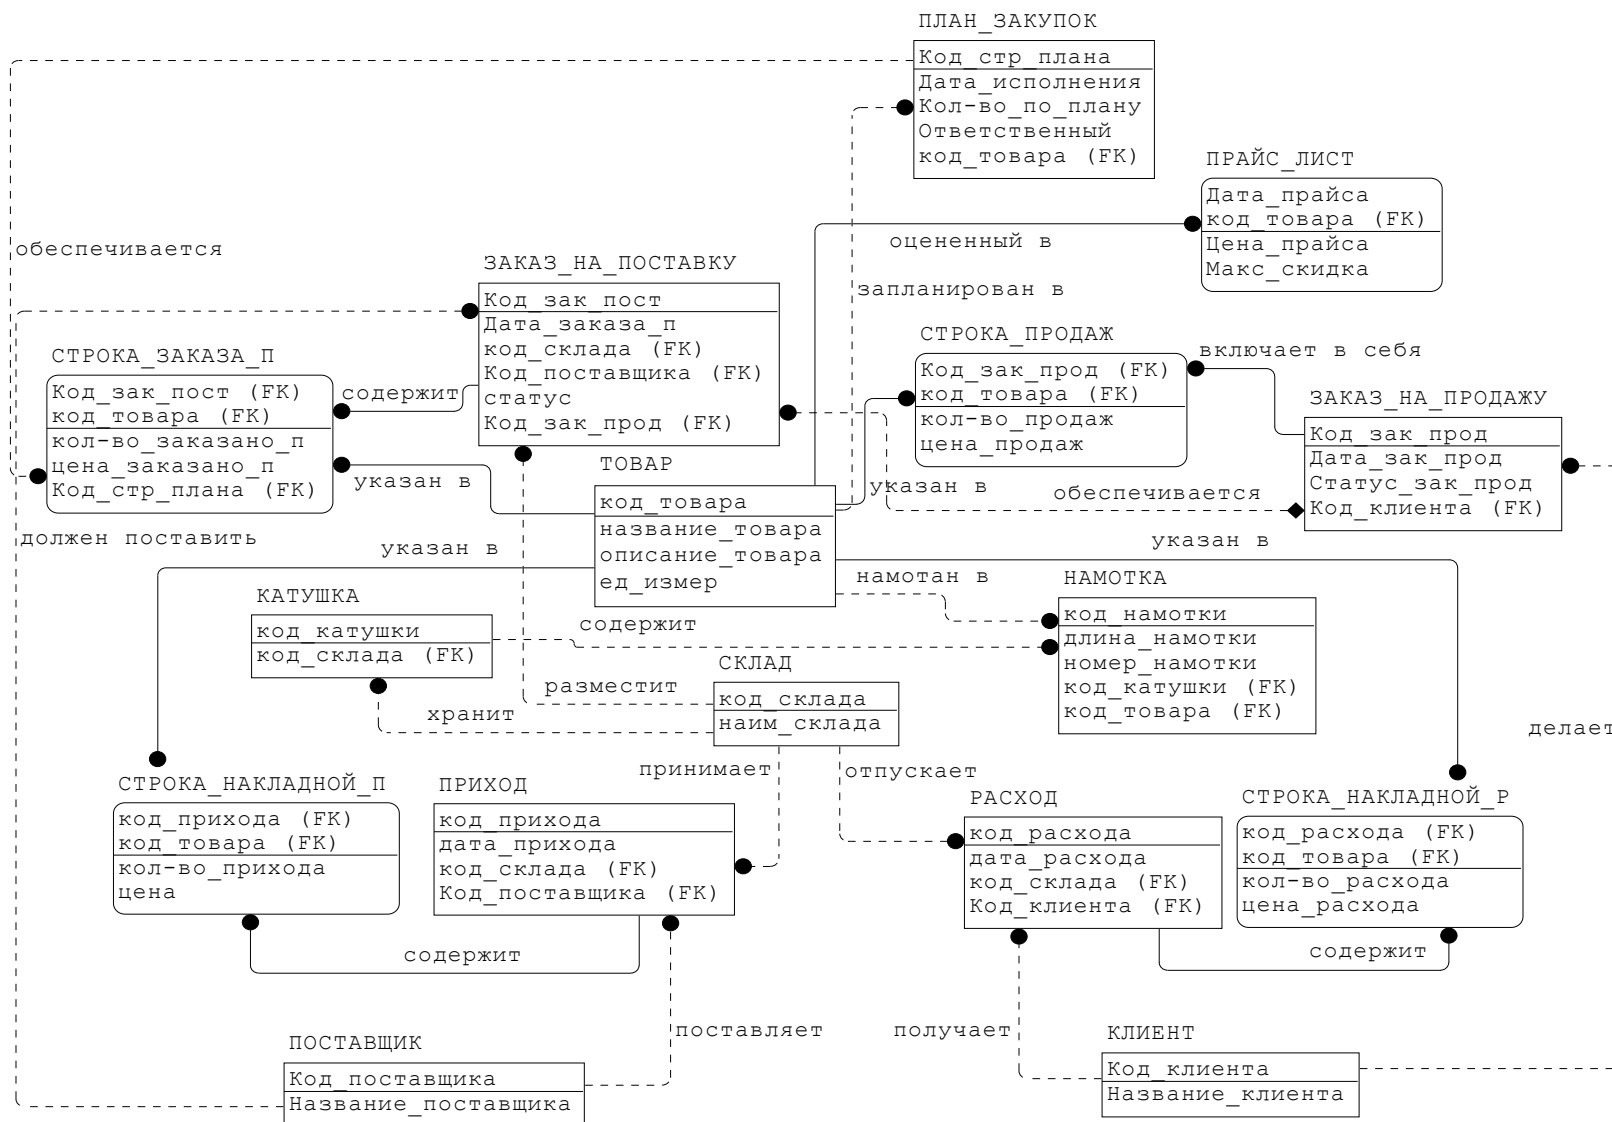 ПЛАН_ЗАКУПОК
Код_стр_плана
Дата_исполнения
Кол-во_по_плану
Ответственный
код_товара (FK)
ПРАЙС_ЛИСТ
Дата_прайса
код_товара (FK)
Цена_прайса
Макс_скидка
оцененный в
обеспечивается
ЗАКАЗ_НА_ПОСТАВКУ
Код_зак_пост
Дата_заказа_п
код_склада (FK)
Код_поставщика (FK)
статус
Код_зак_прод (FK)
запланирован в
СТРОКА_ПРОДАЖ
Код_зак_прод (FK)
код_товара (FK)
кол-во_продаж
цена_продаж
включает в себя
СТРОКА_ЗАКАЗА_П
Код_зак_пост (FK)
код_товара (FK)
кол-во_заказано_п
цена_заказано_п
Код_стр_плана (FK)
содержит
ЗАКАЗ_НА_ПРОДАЖУ
Код_зак_прод
Дата_зак_прод
Статус_зак_прод
Код_клиента (FK)
ТОВАР
код_товара
название_товара
описание_товара
ед_измер
указан в
указан в
обеспечивается
должен поставить
указан в
указан в
намотан в
НАМОТКА
код_намотки
длина_намотки
номер_намотки
код_катушки (FK)
код_товара (FK)
КАТУШКА
код_катушки
код_склада (FK)
содержит
СКЛАД
код_склада
наим_склада
разместит
хранит
делает
принимает
отпускает
СТРОКА_НАКЛАДНОЙ_П
код_прихода (FK)
код_товара (FK)
кол-во_прихода
цена
ПРИХОД
код_прихода
дата_прихода
код_склада (FK)
Код_поставщика (FK)
РАСХОД
код_расхода
дата_расхода
код_склада (FK)
Код_клиента (FK)
СТРОКА_НАКЛАДНОЙ_Р
код_расхода (FK)
код_товара (FK)
кол-во_расхода
цена_расхода
содержит
содержит
поставляет
получает
ПОСТАВЩИК
Код_поставщика
Название_поставщика
КЛИЕНТ
Код_клиента
Название_клиента